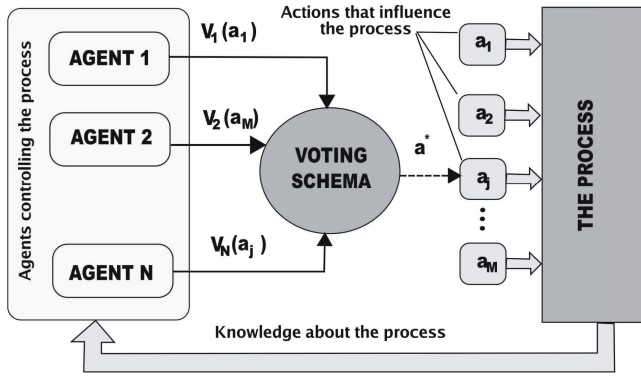 Agents controlling the process
AGENT 1
AGENT 2
AGENT N
V1(a1)
V2(aM)
VN(aj)
VOTING
SCHEMA
a*
Actions that influence
the process
a1
a2
aj
...
aM
THE PROCESS
Knowledge about the process